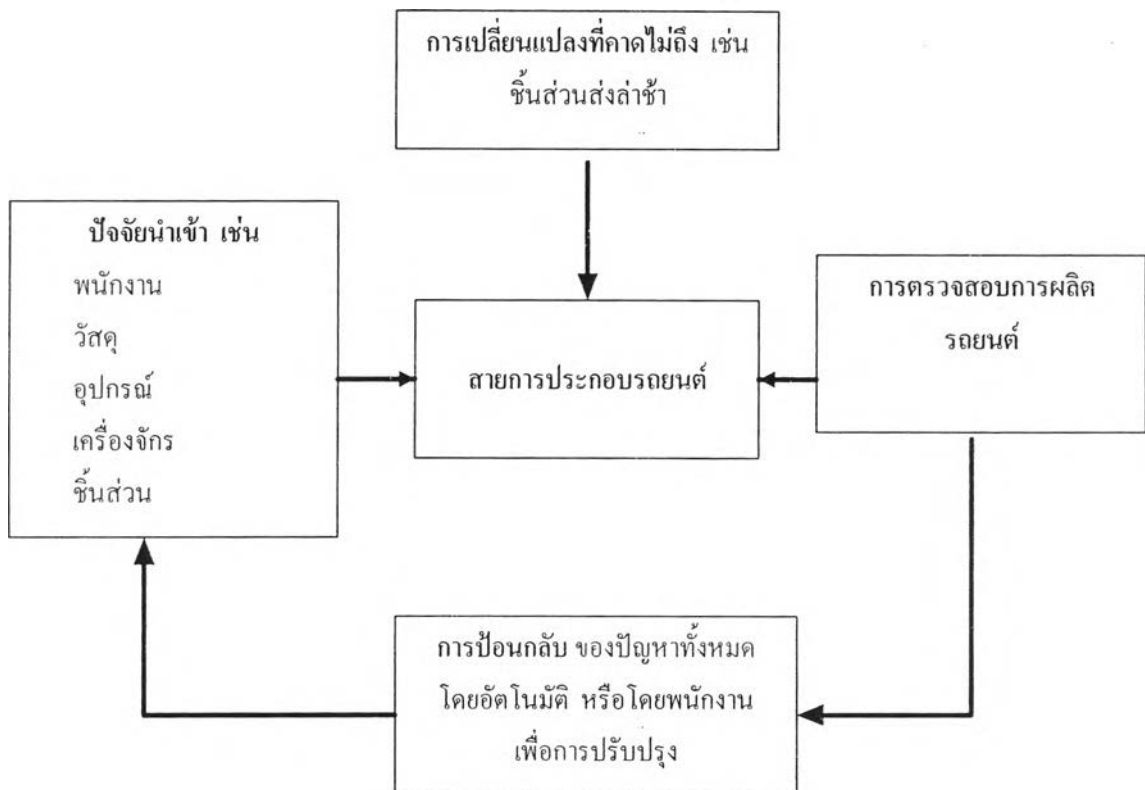 การเปลี่ยนแปลงที่คาดไม่ถึง เช่น
ชิ้นส่วนส่งล่าช้า
ปัจจัยนำเข้า เช่น
พนักงาน
วัสดุ
อุปกรณ์
เครื่องจักร
ชิ้นส่วน
สายการประกอบรถยนต์
การตรวจสอบการผลิต
รถยนต์
การป้อนกลับ ของปัญหาทั้งหมด
โดยอัตโนมัติ หรือโดยพนักงาน
เพื่อการปรับปรุง